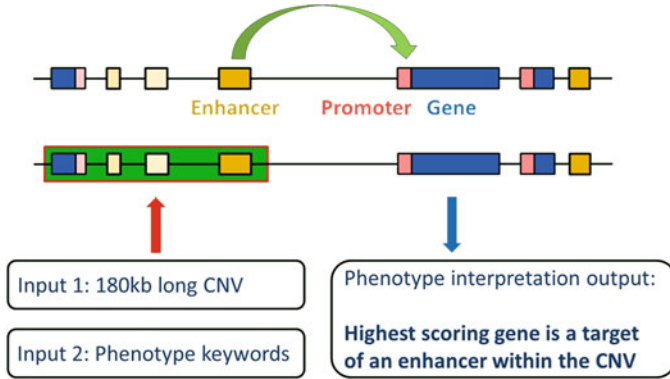 Enhancer Promoter Gene
Input 1: 180kb long CNV
Input 2: Phenotype keywords
Phenotype interpretation output:
Highest scoring gene is a target
of an enhancer within the CNV